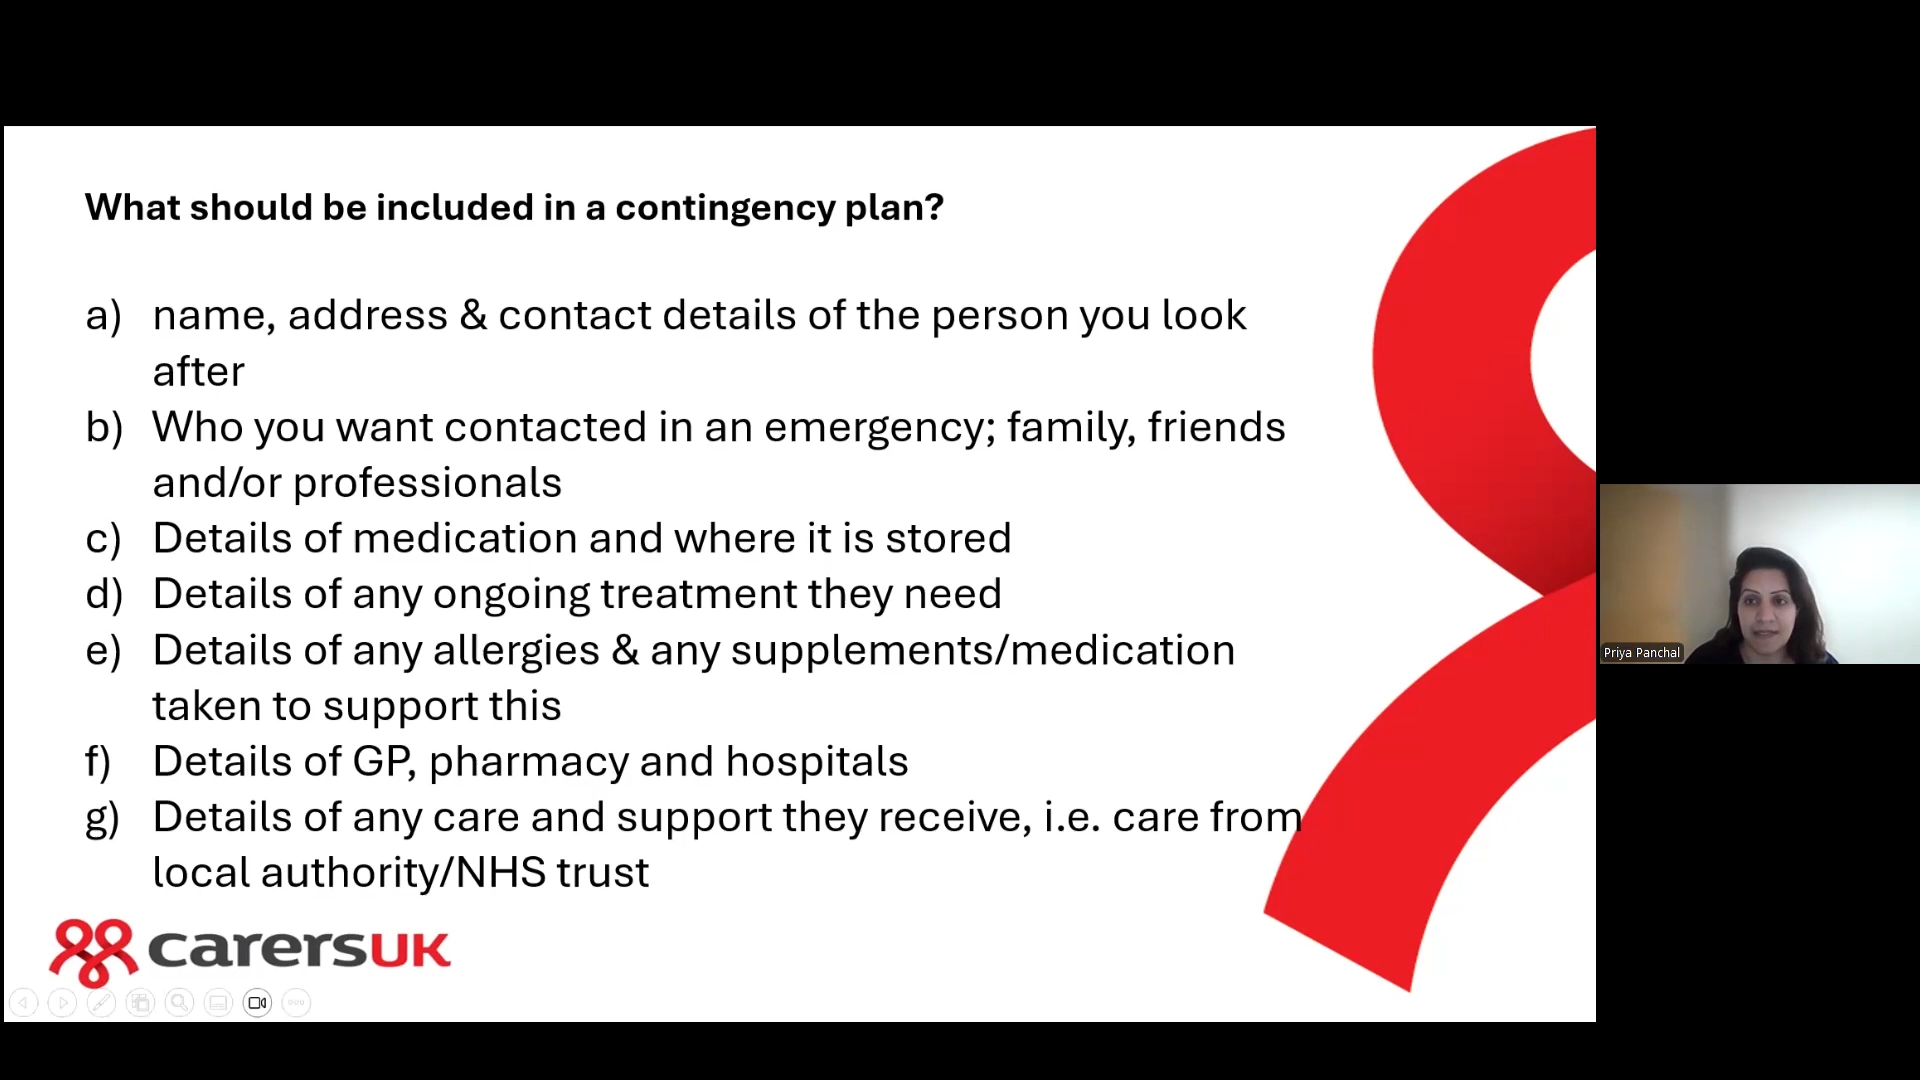 What should be included in a contingency plan?
a) name, address & contact details of the person you look
after
b) Who you want contacted in an emergency; family, friends
and/or professionals
c) Details of medication and where it is stored
d) Details of any ongoing treatment they need
e) Details of any allergies & any supplements/medication
taken to support this
f) Details of GP, pharmacy and hospitals
g) Details of any care and support they receive, i.e. care from
local authority/NHS trust
carersUK
Priya Panchal